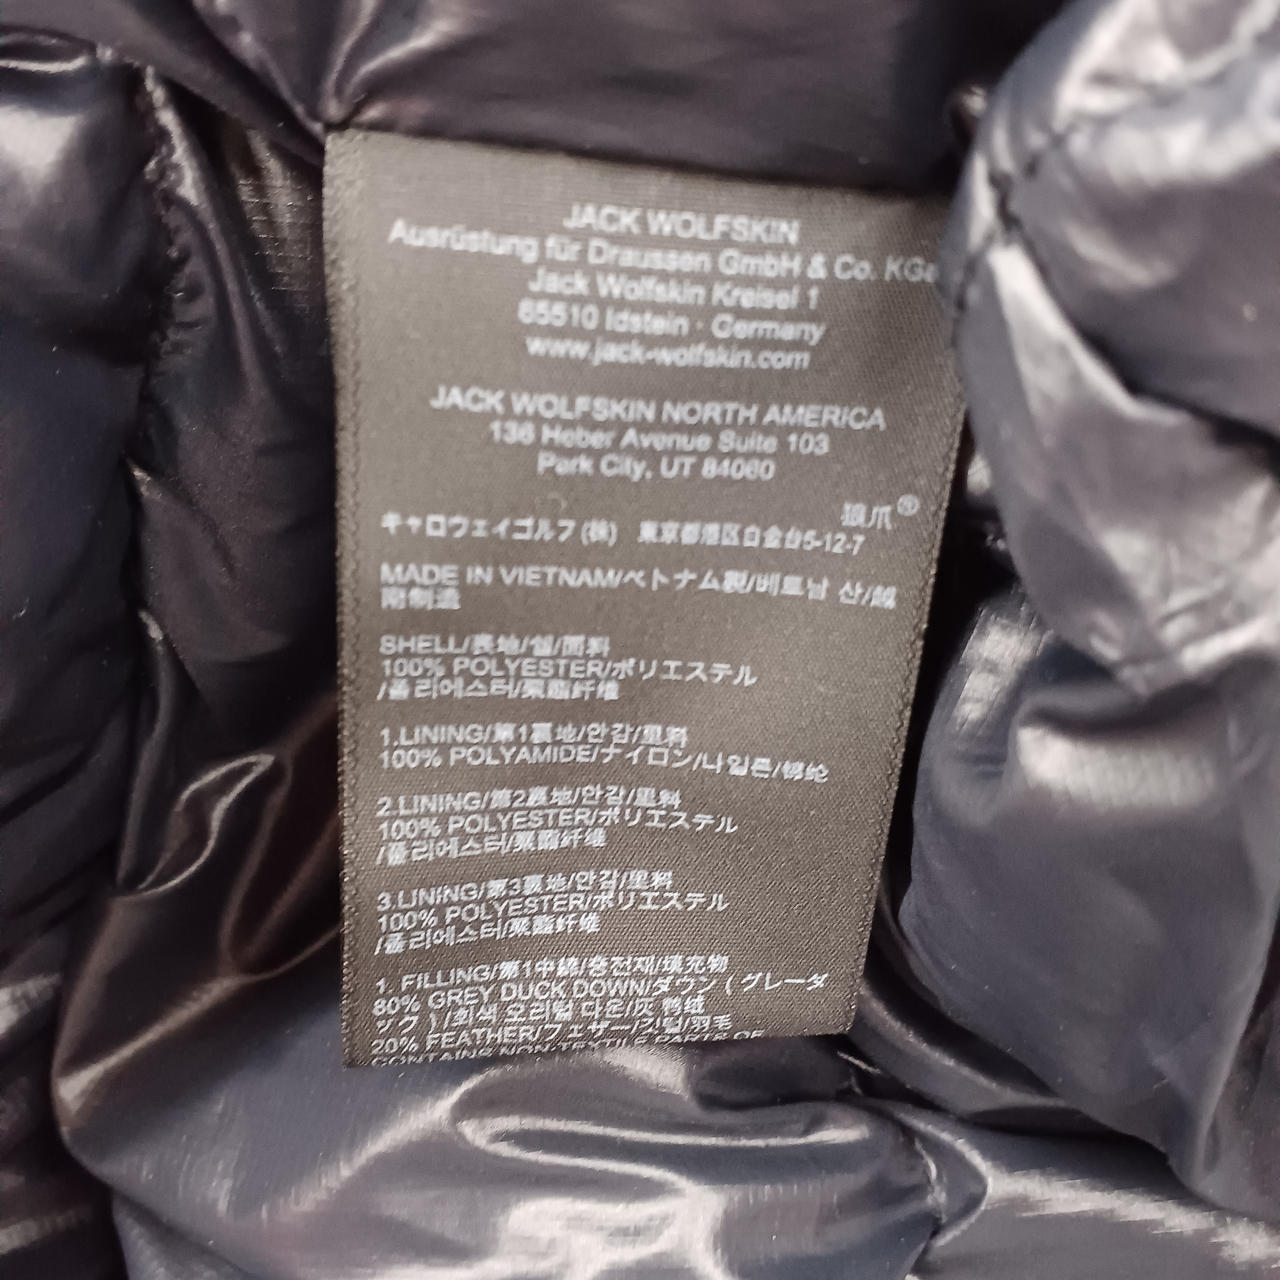 JACK WOLFSKIN
Ausrüstung für Draussen GmbH & Co. KGa
Jack Wolfskin Kreisel 1
65510 Idstein · Germany
www.jack-wolfskin.com
JACK WOLFSKIN NORTH AMERICA
136 Heber Avenue Suite 103
Park City, UT 84060
狼爪®
キャロウェイゴルフ (株) 東京都港区白金台5-12-7
MADE IN VIETNAM/ベトナム製/베트남 산/越
南制造
SHELL/表地/쉘/面料
100% POLYESTER/ポリエステル
/폴리에스터/聚酯纤维
1.LINING/第1裏地/안감/里料
100% POLYAMIDE/ナイロン/나일론/锦纶
2.LINING/第2裏地/안감/里料
100% POLYESTER/ポリエステル
/폴리에스터/聚酯纤维
3.LINING/第3裏地/안감/里料
100% POLYESTER/ポリエステル
/폴리에스터/聚酯纤维
1. FILLING/第1中綿/충전재/填充物
80% GREY DUCK DOWN/ダウン ( グレーダ
ック ) /회색 오리털 다운/灰 鸭绒
20% FEATHER/フェザー/깃털/羽毛
CONTAINS NON-TEXTILE PARTS OF